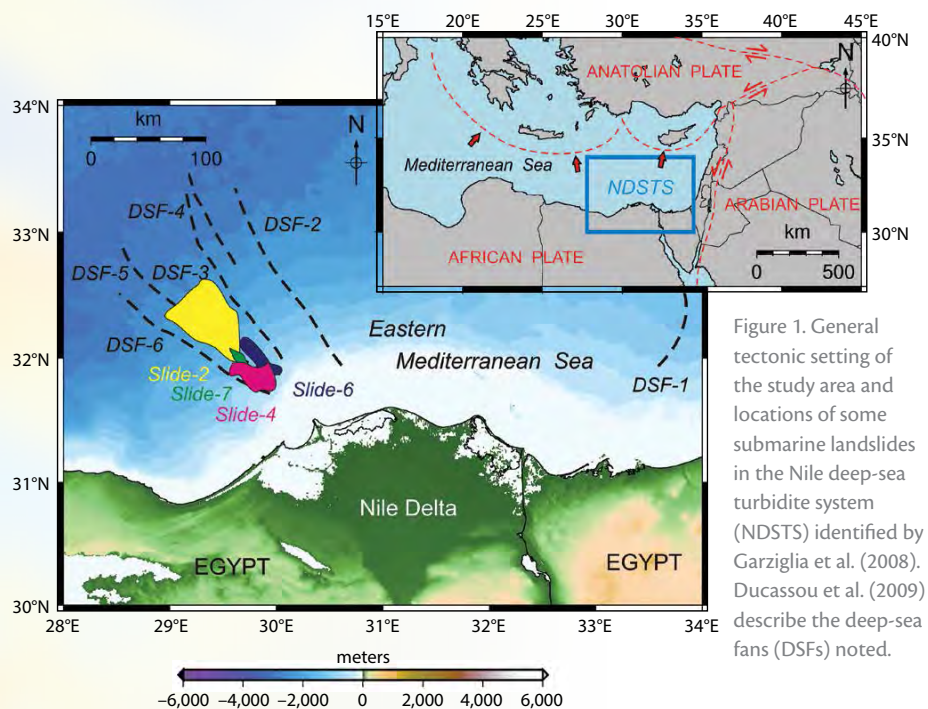 15°E 20°E 25°E 30°E 35°E 40°E 45°E
40°N
ANATOLIAN PLATE
35°N
Mediterranean Sea
NDSTS
ARABIAN PLATE
30°N
AFRICAN PLATE
km
0 500
34°N
km
0 100
N
N
DSF-4
DSF-2
33°N
DSF-5
DSF-3
DSF-6
32°N
Eastern
Mediterranean Sea
Slide-2
Slide-7
Slide-6
Slide-4
DSF-1
31°N
Nile Delta
EGYPT
EGYPT
30°N
28°E 29°E 30°E 31°E 32°E 33°E 34°E
meters
–6,000 –4,000 –2,000 0 2,000 4,000 6,000
Figure 1. General
tectonic setting of
the study area and
locations of some
submarine landslides
in the Nile deep-sea
turbidite system
(NDSTS) identified by
Garziglia et al. (2008).
Ducassou et al. (2009)
describe the deep-sea
fans (DSFs) noted.